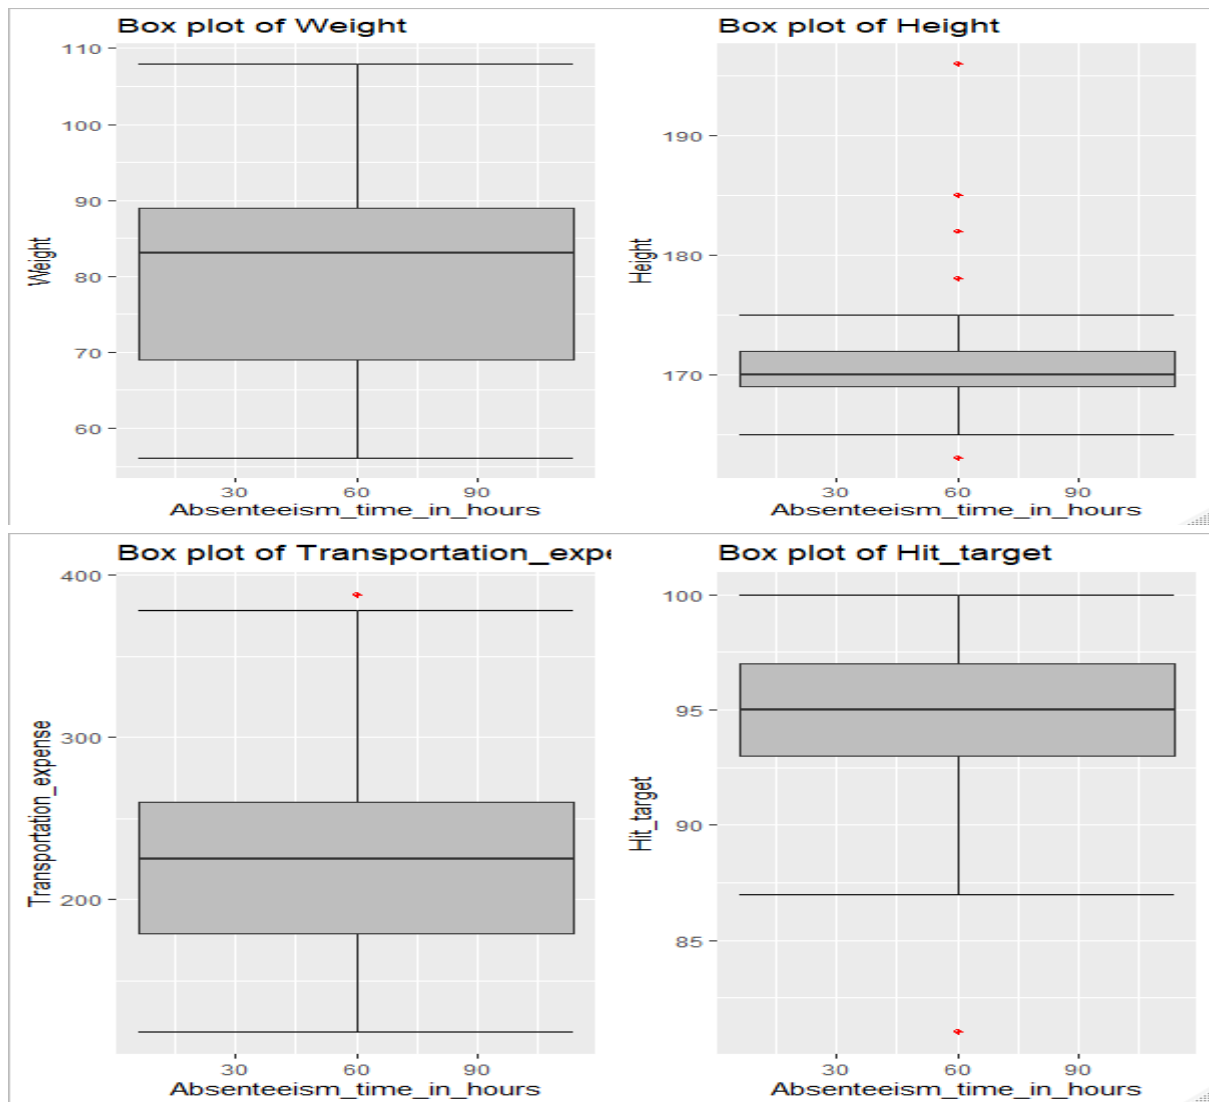 Box plot of Weight
110
100
90
80
70
60
Weight
30 60 90
Absenteeism_time_in_hours
Box plot of Height
190
180
170
Height
30 60 90
Absenteeism_time_in_hours
Box plot of Transportation_expe
400
300
200
Transportation_expense
30 60 90
Absenteeism_time_in_hours
Box plot of Hit_target
100
95
90
85
Hit_target
30 60 90
Absenteeism_time_in_hours